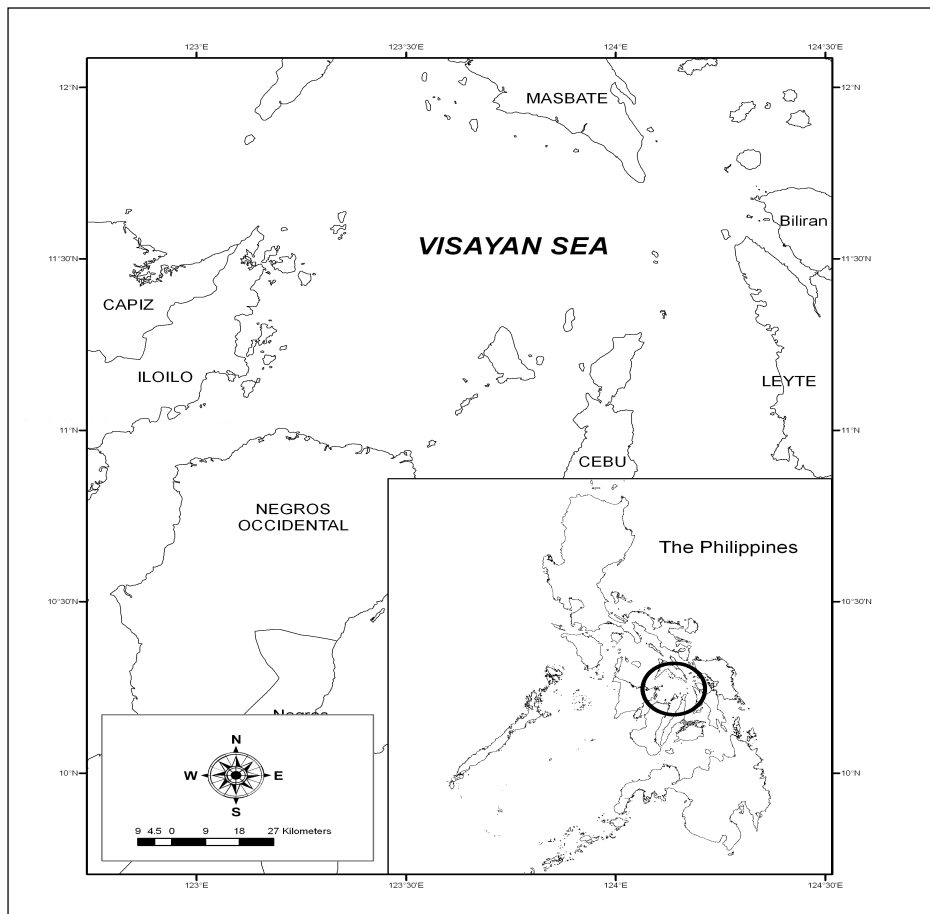 123°E 123°30'E 124°E 124°30'E
12°N 12°N
MASBATE
Biliran
VISAYAN SEA
11°30'N 11°30'N
CAPIZ
ILOILO
LEYTE
11°N 11°N
CEBU
NEGROS
OCCIDENTAL
The Philippines
10°30'N 10°30'N
Negros
N
W E
S
10°N 10°N
9 4.5 0 9 18 27 Kilometers
123°E 123°30'E 124°E 124°30'E